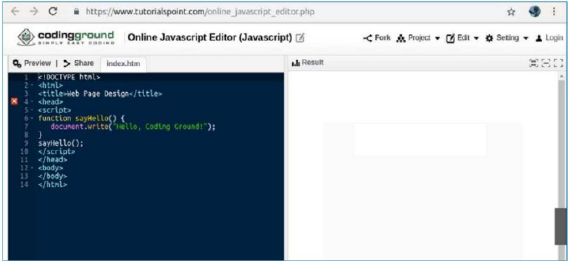 https://www.tutorialspoint.com/online_javascript_editor.php
codingground
SIMPLY EASY CODING
Online Javascript Editor (Javascript)
Fork Project Edit Setting Login
Preview | Share index.htm
Result
1 <!DOCTYPE html>
2 <html>
3 <title>Web Page Design</title>
4 <head>
5 <script>
6 function sayHello() {
7 document.write("Hello, Coding Ground!");
8 }
9 sayHello();
10 </script>
11 </head>
12 <body>
13 </body>
14 </html>